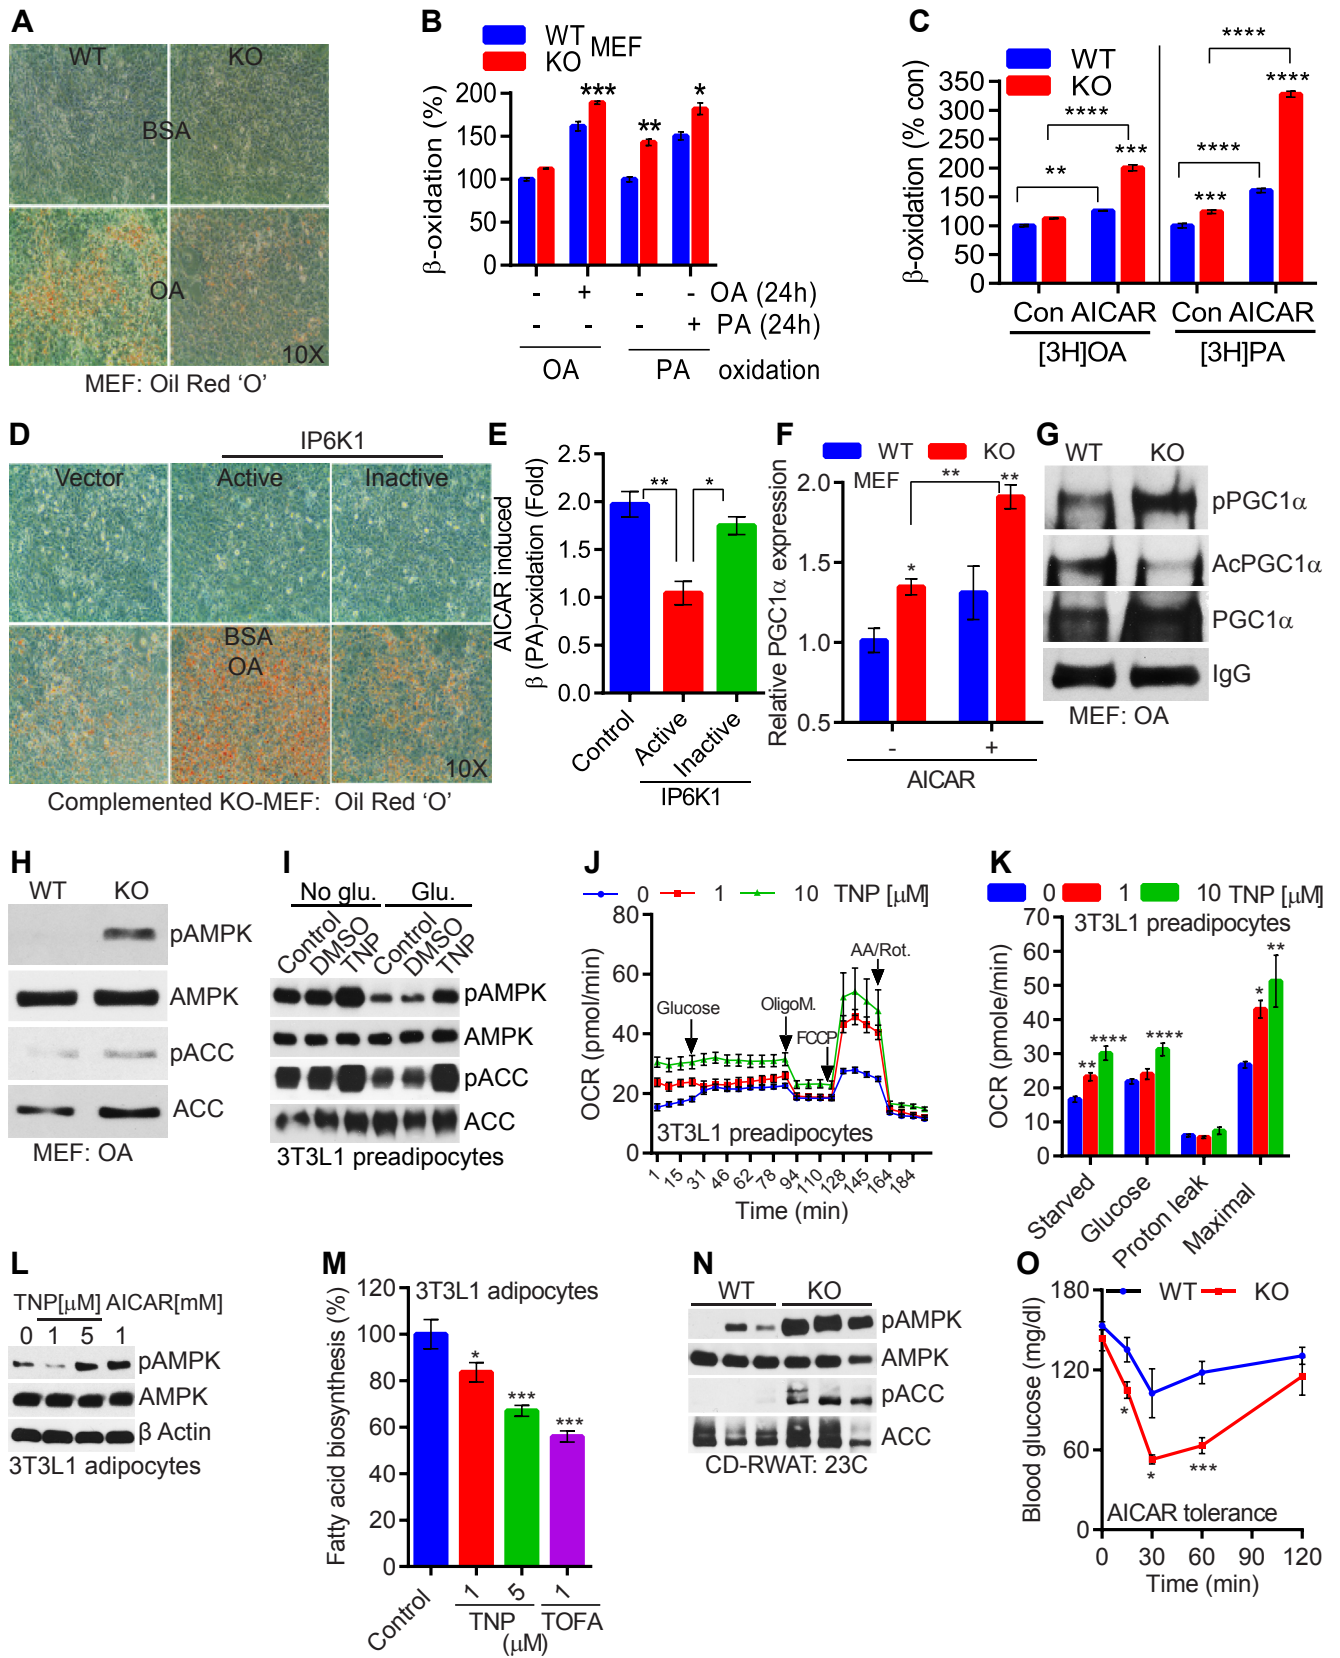 A
WT
KO
BSA
OA
10X
MEF: Oil Red ‘O’
B
WT
KO
MEF
β-oxidation (%)
200
150
100
50
0
***
**
*
- + - - OA (24h)
- - - + PA (24h)
OA PA oxidation
C
WT
KO
β-oxidation (% con)
350
300
250
200
150
100
50
0
**
****
***
****
***
****
****
Con AICAR Con AICAR
[3H]OA [3H]PA
D
IP6K1
Vector Active Inactive
BSA
OA
10X
Complemented KO-MEF: Oil Red ‘O’
E
AICAR induced
β (PA)-oxidation (Fold)
2.5
2.0
1.5
1.0
0.5
0.0
** *
Control Active Inactive
IP6K1
F
WT KO
MEF
Relative PGC1α expression
2.0
1.5
1.0
0.5
*
**
**
- +
AICAR
G
WT KO
pPGC1α
AcPGC1α
PGC1α
IgG
MEF: OA
H
WT KO
pAMPK
AMPK
pACC
ACC
MEF: OA
I
No glu. Glu.
Control DMSO TNP Control DMSO TNP
pAMPK
AMPK
pACC
ACC
3T3L1 preadipocytes
J
0 1 10 TNP [μM]
OCR (pmol/min)
80
60
40
20
0
Glucose
OligoM.
FCCP
AA/Rot.
3T3L1 preadipocytes
1 15 31 46 62 78 94 110 128 145 164 184
Time (min)
K
0 1 10 TNP [μM]
3T3L1 preadipocytes
OCR (pmole/min)
70
60
50
40
30
20
10
0
**
****
****
*
**
Starved Glucose Proton leak Maximal
L
TNP[μM] AICAR[mM]
0 1 5 1
pAMPK
AMPK
β Actin
3T3L1 adipocytes
M
3T3L1 adipocytes
Fatty acid biosynthesis (%)
120
100
80
60
40
20
0
*
***
***
Control 1 5 1
TNP TOFA
(μM)
N
WT KO
pAMPK
AMPK
pACC
ACC
CD-RWAT: 23C
O
WT KO
Blood glucose (mg/dl)
180
120
60
0
*
*
***
AICAR tolerance
0 30 60 90 120
Time (min)